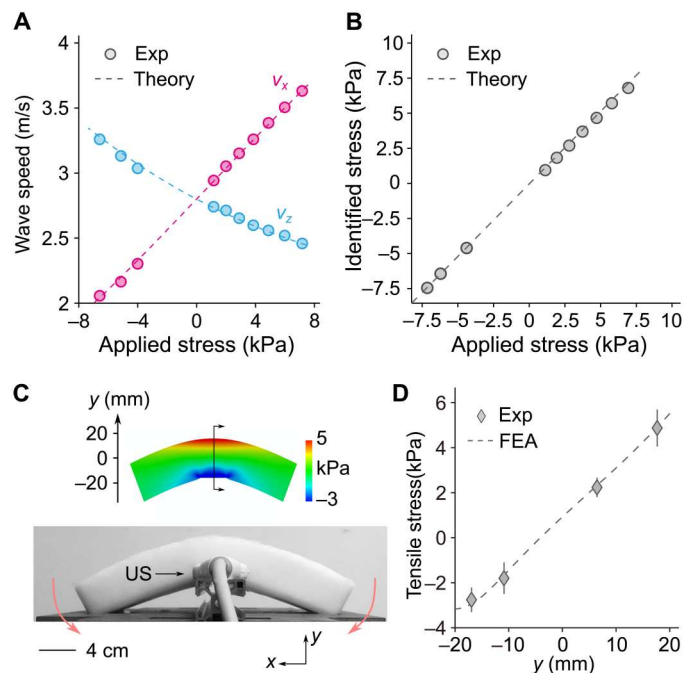 A
Exp
Theory
vx
vz
Wave speed (m/s)
4
3.5
3
2.5
2
–8
–4
0
4
8
Applied stress (kPa)
B
Exp
Theory
Identified stress (kPa)
10
7.5
5
2.5
0
–2.5
–5
–7.5
–7.5
–5
–2.5
0
2.5
5
7.5
10
Applied stress (kPa)
C
y (mm)
20
0
–20
5
kPa
–3
US
4 cm
y
x
D
Exp
FEA
Tensile stress(kPa)
6
4
2
0
–2
–4
–20
–10
0
10
20
y (mm)